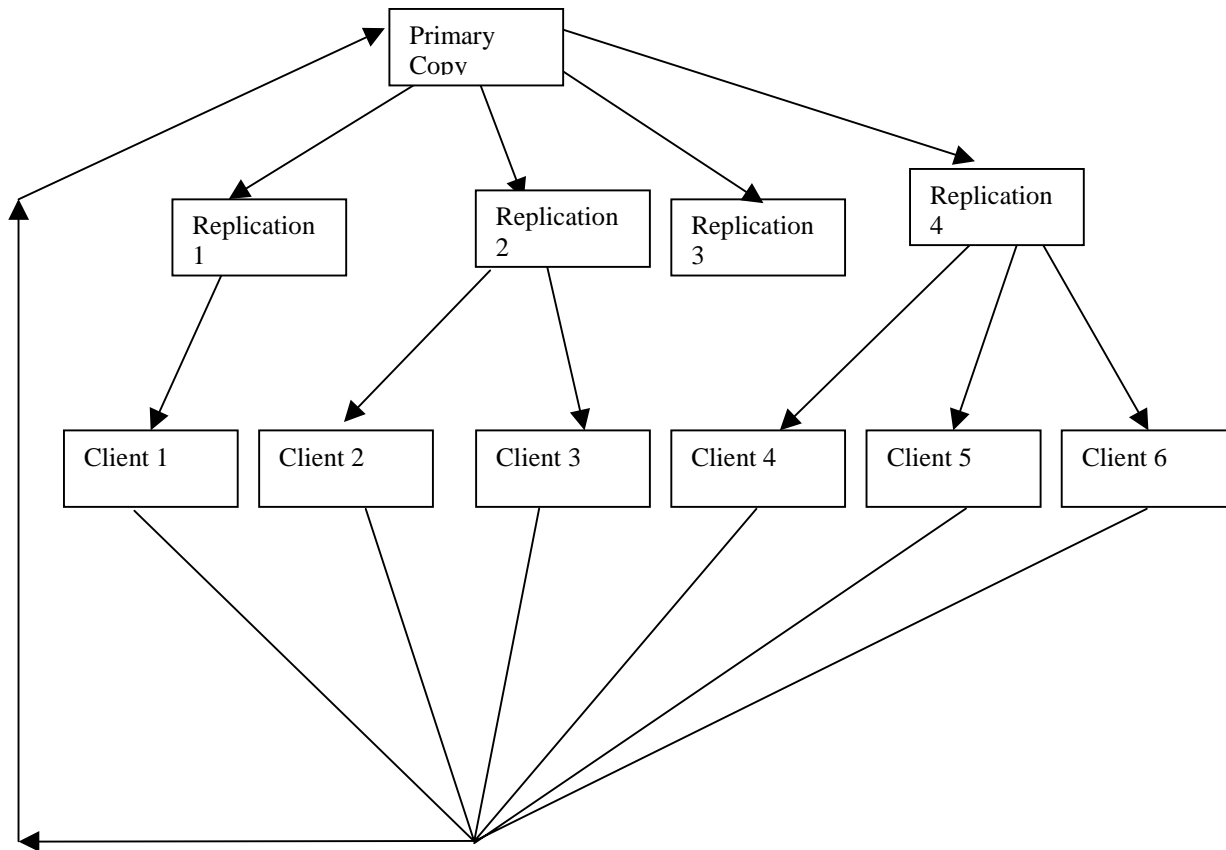 Primary
Copy
Replication
1
Replication
2
Replication
3
Replication
4
Client 1
Client 2
Client 3
Client 4
Client 5
Client 6